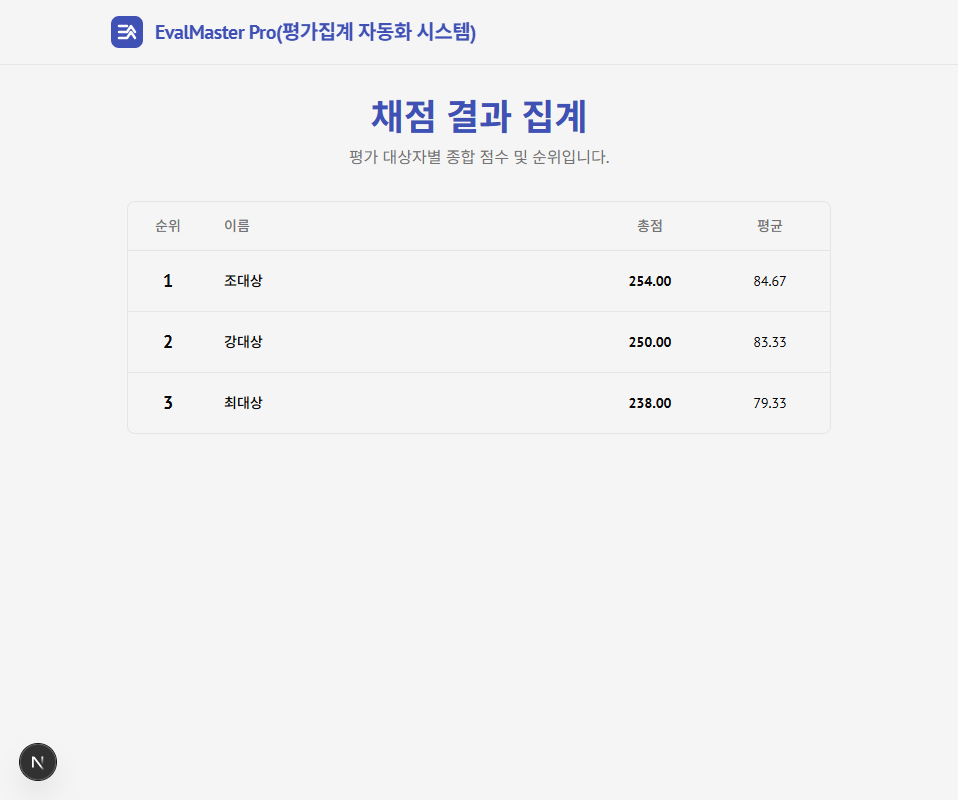 EvalMaster Pro(평가집계 자동화 시스템)
채점 결과 집계
평가 대상자별 종합 점수 및 순위입니다.
순위 이름 총점 평균
1 조대상 254.00 84.67
2 강대상 250.00 83.33
3 최대상 238.00 79.33
N